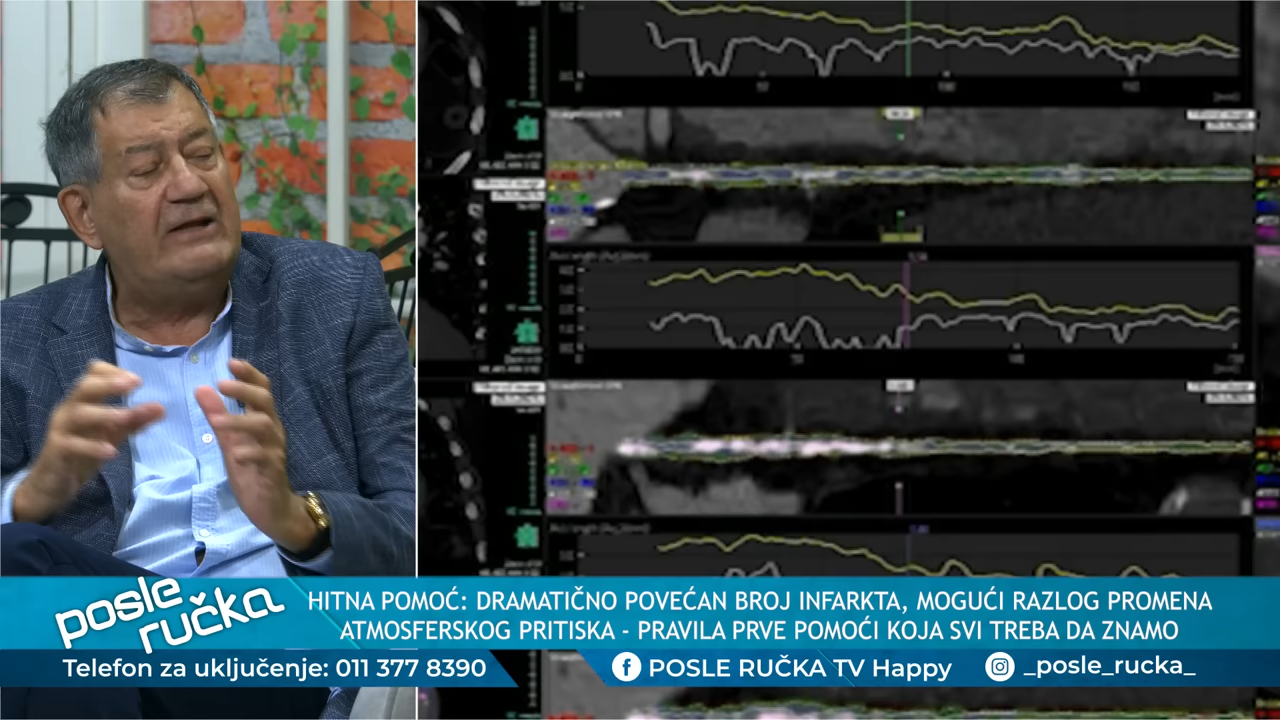 posle
ručka
HITNA POMOĆ: DRAMATIČNO POVEĆAN BROJ INFARKTA, MOGUĆI RAZLOG PROMENA
ATMOSFERSKOG PRITISKA - PRAVILA PRVE POMOĆI KOJA SVI TREBA DA ZNAMO
Telefon za uključenje: 011 377 8390
POSLE RUČKA TV Happy
_posle_rucka_